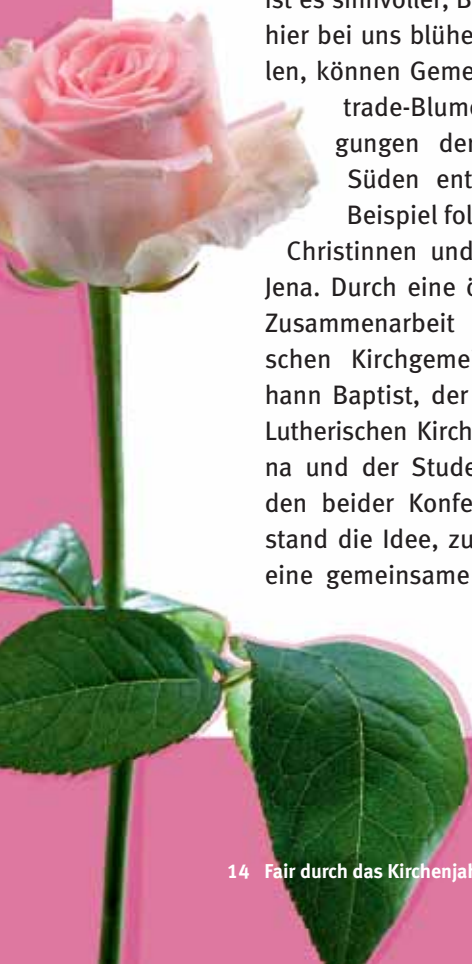 ist es sinnvoller, B
hier bei uns blühe
len, können Geme
trade-Blume
gungen der
Süden ent
Beispiel fol
Christinnen und
Jena. Durch eine ö
Zusammenarbeit
schen Kirchgemei
hann Baptist, der
Lutherischen Kirch
na und der Stude
den beider Konfe
stand die Idee, zu
eine gemeinsame
14 Fair durch das Kirchenjah